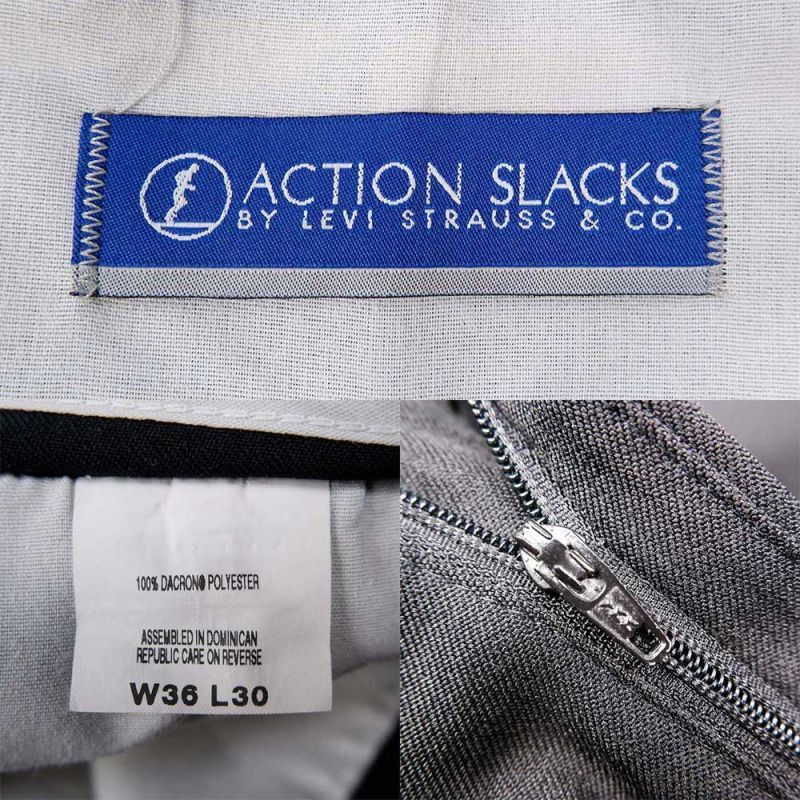 ACTION SLACKS
BY LEVI STRAUSS & CO.
100% DACRON® POLYESTER
ASSEMBLED IN DOMINICAN
REPUBLIC CARE ON REVERSE
W36 L30